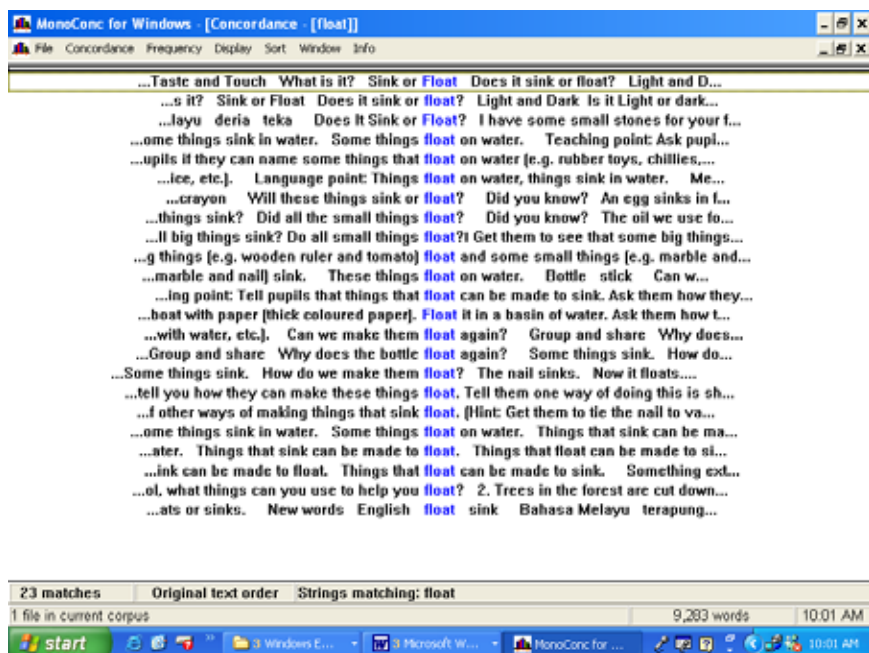 MonoConc for Windows - [Concordance - [float]]
File Concordance Frequency Display Sort Window Info
...Taste and Touch What is it? Sink or Float Does it sink or float? Light and D...
...s it? Sink or Float Does it sink or float? Light and Dark Is it Light or dark...
...layu deria teka Does It Sink or Float? I have some small stones for your f...
...ome things sink in water. Some things float on water. Teaching point: Ask pupi...
...upils if they can name some things that float on water (e.g. rubber toys, chillies,...
...ice, etc.). Language point: Things float on water, things sink in water. Me...
...crayon Will these things sink or float? Did you know? An egg sinks in f...
...things sink? Did all the small things float? Did you know? The oil we use fo...
...ll big things sink? Do all small things float?1 Get them to see that some big things...
...g things (e.g. wooden ruler and tomato) float and some small things (e.g. marble and...
...marble and nail) sink. These things float on water. Bottle stick Can w...
...ing point: Tell pupils that things that float can be made to sink. Ask them how they...
...boat with paper (thick coloured paper). Float it in a basin of water. Ask them how t...
...with water, etc.). Can we make them float again? Group and share Why does...
...Group and share Why does the bottle float again? Some things sink. How do...
...Some things sink. How do we make them float? The nail sinks. Now it floats....
...tell you how they can make these things float. Tell them one way of doing this is sh...
...f other ways of making things that sink float. (Hint: Get them to tie the nail to va...
...ome things sink in water. Some things float on water. Things that sink can be ma...
...ater. Things that sink can be made to float. Things that float can be made to si...
...ink can be made to float. Things that float can be made to sink. Something ext...
...ol, what things can you use to help you float? 2. Trees in the forest are cut down...
...ats or sinks. New words English float sink Bahasa Melayu terapung...
23 matches Original text order Strings matching: float
1 file in current corpus 9,283 words 10:01 AM
start 3 Windows E... 3 Microsoft W... MonoConc for ... 10:01 AM